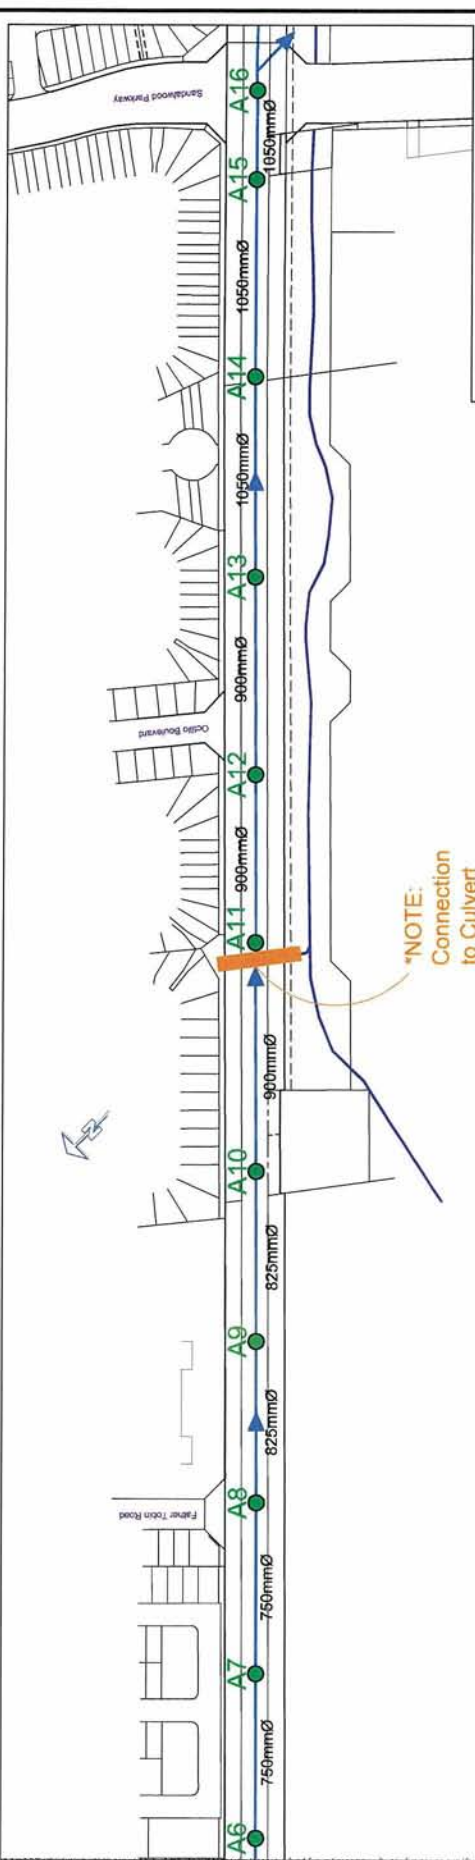 Sandalwood Parkway
A16
1050mmØ
A15
1050mmØ
A14
1050mmØ
A13
900mmØ
Octillo Boulevard
A12
900mmØ
A11
*NOTE:
Connection
to Culvert
900mmØ
A10
825mmØ
A9
825mmØ
A8
Father Tobin Road
750mmØ
A7
750mmØ
A6
N